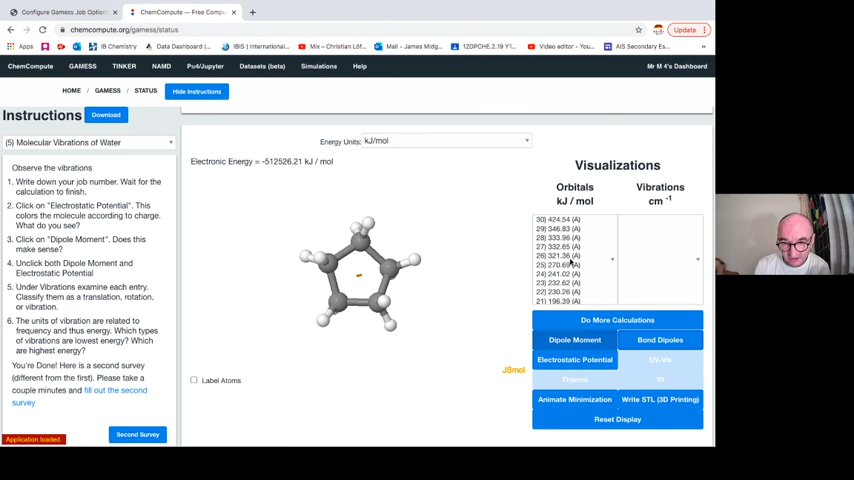 Configure Gamess Job Option
ChemCompute – Free Compu
chemcompute.org/gamess/status
Update
Apps
IB Chemistry
Data Dashboard (...
IBIS | International...
Mix – Christian Löf...
Mail - James Midg...
12DPCHE,2.19 Y1...
Video editor - You...
AIS Secondary Es...
ChemCompute
GAMESS
TINKER
NAMD
Psi4/Jupyter
Datasets (beta)
Simulations
Help
Mr M 4's Dashboard
HOME / GAMESS / STATUS
Hide Instructions
Instructions
Download
(5) Molecular Vibrations of Water
Observe the vibrations
1. Write down your job number. Wait for the
calculation to finish.
2. Click on "Electrostatic Potential". This
colors the molecule according to charge.
What do you see?
3. Click on "Dipole Moment". Does this
make sense?
4. Unclick both Dipole Moment and
Electrostatic Potential
5. Under Vibrations examine each entry.
Classify them as a translation, rotation,
or vibration.
6. The units of vibration are related to
frequency and thus energy. Which types
of vibrations are lowest energy? Which
are highest energy?
You're Done! Here is a second survey
(different from the first). Please take a
couple minutes and fill out the second
survey
Application loaded.
Second Survey
Energy Units:
kJ/mol
Electronic Energy = -512526.21 kJ / mol
JSmol
Label Atoms
Visualizations
Orbitals
kJ / mol
Vibrations
cm -1
30) 424.54 (A)
29) 346.83 (A)
28) 333.96 (A)
27) 332.65 (A)
26) 321.36 (A)
25) 270.69 (A)
24) 241.02 (A)
23) 232.62 (A)
22) 230.26 (A)
21) 196.39 (A)
Do More Calculations
Dipole Moment
Bond Dipoles
Electrostatic Potential
UV-Vis
Thermo
IR
Animate Minimization
Write STL (3D Printing)
Reset Display